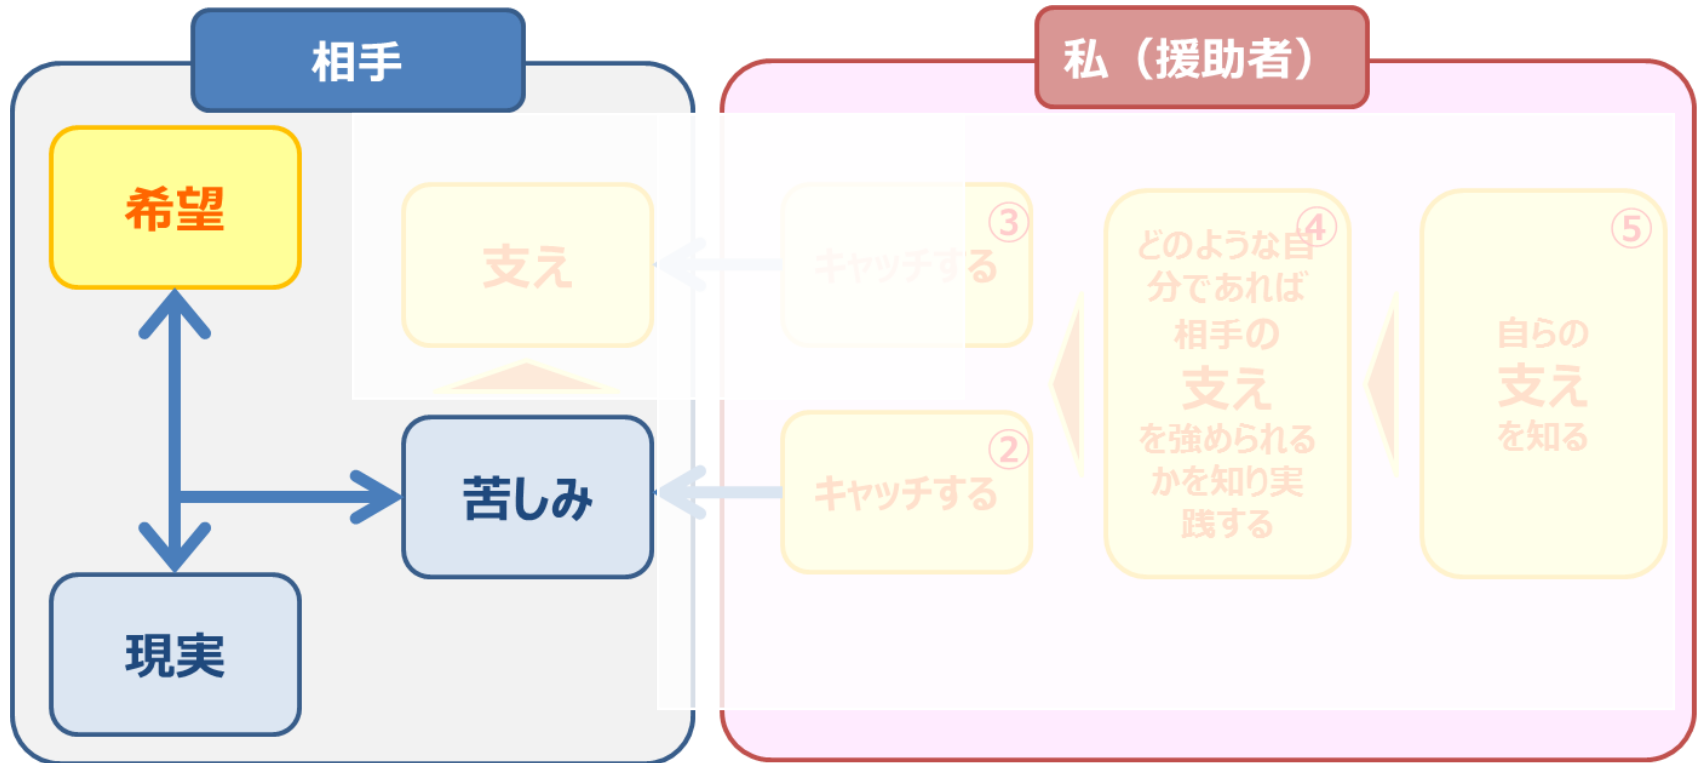 相手
私（援助者）
希望
支え
③
キャッチする
④
どのような自
分であれば
相手の
支え
を強められる
かを知り実
践する
⑤
自らの
支え
を知る
苦しみ
②
キャッチする
現実